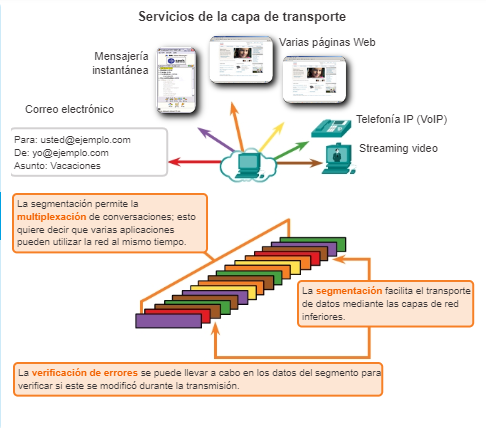 Servicios de la capa de transporte
Mensajería
instantánea
Varias páginas Web
Correo electrónico
Para: usted@ejemplo.com
De: yo@ejemplo.com
Asunto: Vacaciones
Telefonía IP (VoIP)
Streaming video
La segmentación permite la
multiplexación de conversaciones; esto
quiere decir que varias aplicaciones
pueden utilizar la red al mismo tiempo.
La segmentación facilita el transporte
de datos mediante las capas de red
inferiores.
La verificación de errores se puede llevar a cabo en los datos del segmento para
verificar si este se modificó durante la transmisión.